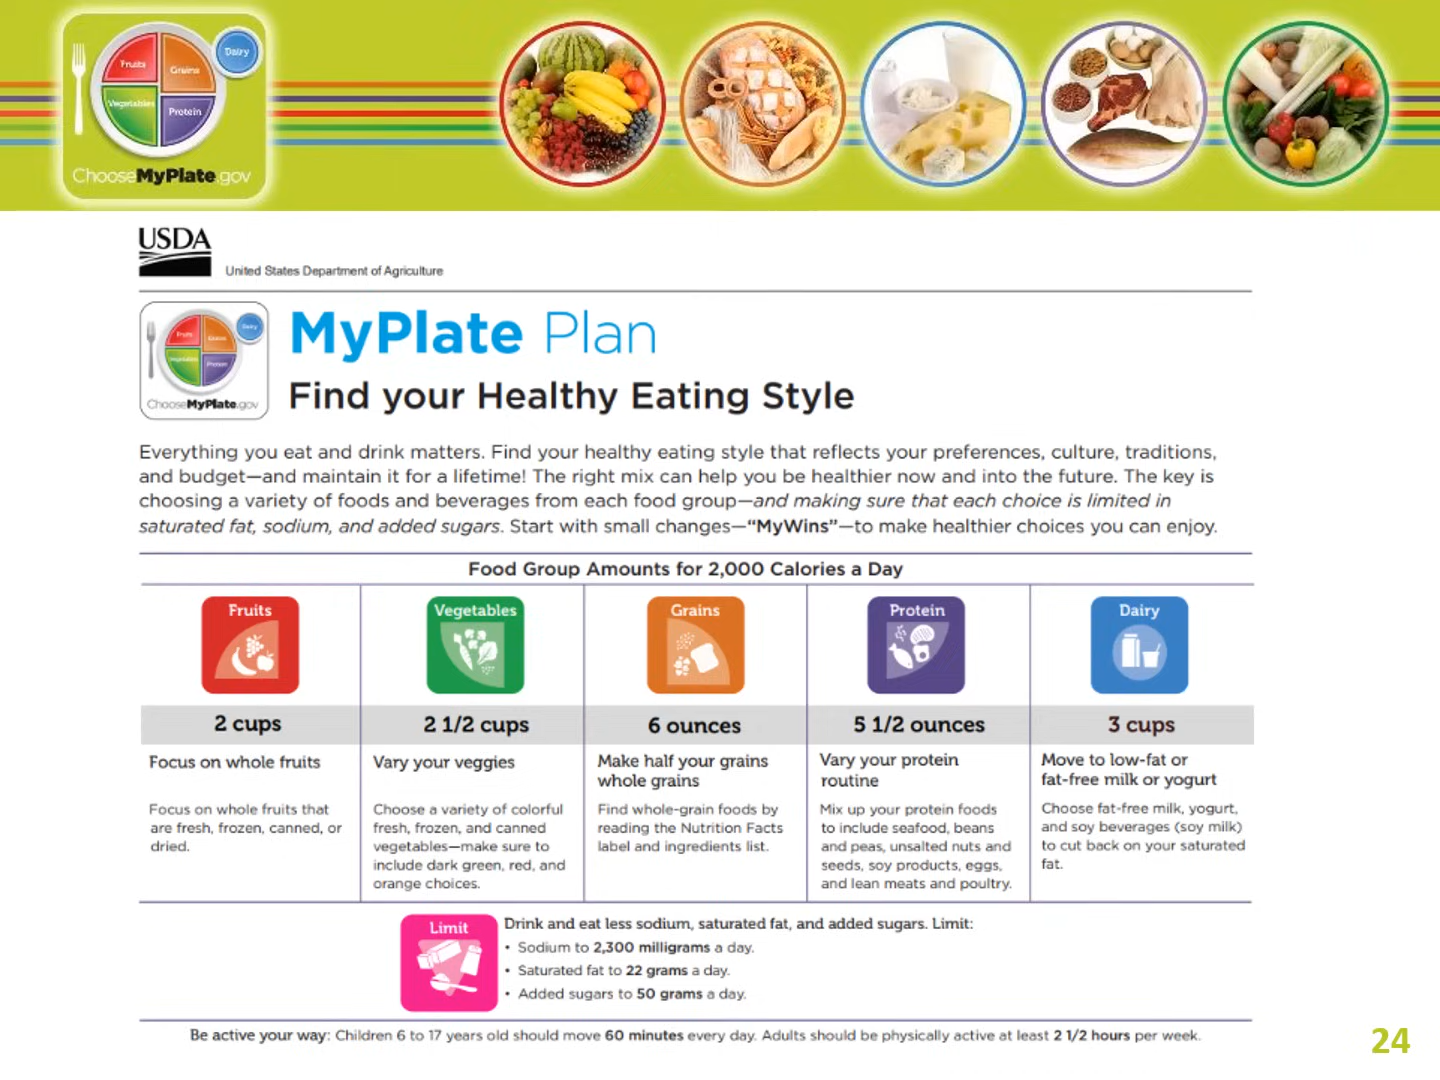 Fruits
Grains
Dairy
Vegetables
Protein
ChooseMyPlate.gov
USDA
United States Department of Agriculture
Fruits
Grains
Dairy
Vegetables
Protein
ChooseMyPlate.gov
MyPlate Plan
Find your Healthy Eating Style
Everything you eat and drink matters. Find your healthy eating style that reflects your preferences, culture, traditions,
and budget—and maintain it for a lifetime! The right mix can help you be healthier now and into the future. The key is
choosing a variety of foods and beverages from each food group—and making sure that each choice is limited in
saturated fat, sodium, and added sugars. Start with small changes—“MyWins”—to make healthier choices you can enjoy.
Food Group Amounts for 2,000 Calories a Day
Fruits
2 cups
Focus on whole fruits
Focus on whole fruits that
are fresh, frozen, canned, or
dried.
Vegetables
2 1/2 cups
Vary your veggies
Choose a variety of colorful
fresh, frozen, and canned
vegetables—make sure to
include dark green, red, and
orange choices.
Grains
6 ounces
Make half your grains
whole grains
Find whole-grain foods by
reading the Nutrition Facts
label and ingredients list.
Protein
5 1/2 ounces
Vary your protein
routine
Mix up your protein foods
to include seafood, beans
and peas, unsalted nuts and
seeds, soy products, eggs,
and lean meats and poultry.
Dairy
3 cups
Move to low-fat or
fat-free milk or yogurt
Choose fat-free milk, yogurt,
and soy beverages (soy milk)
to cut back on your saturated
fat.
Limit
Drink and eat less sodium, saturated fat, and added sugars. Limit:
• Sodium to 2,300 milligrams a day.
• Saturated fat to 22 grams a day.
• Added sugars to 50 grams a day.
Be active your way: Children 6 to 17 years old should move 60 minutes every day. Adults should be physically active at least 2 1/2 hours per week.
24